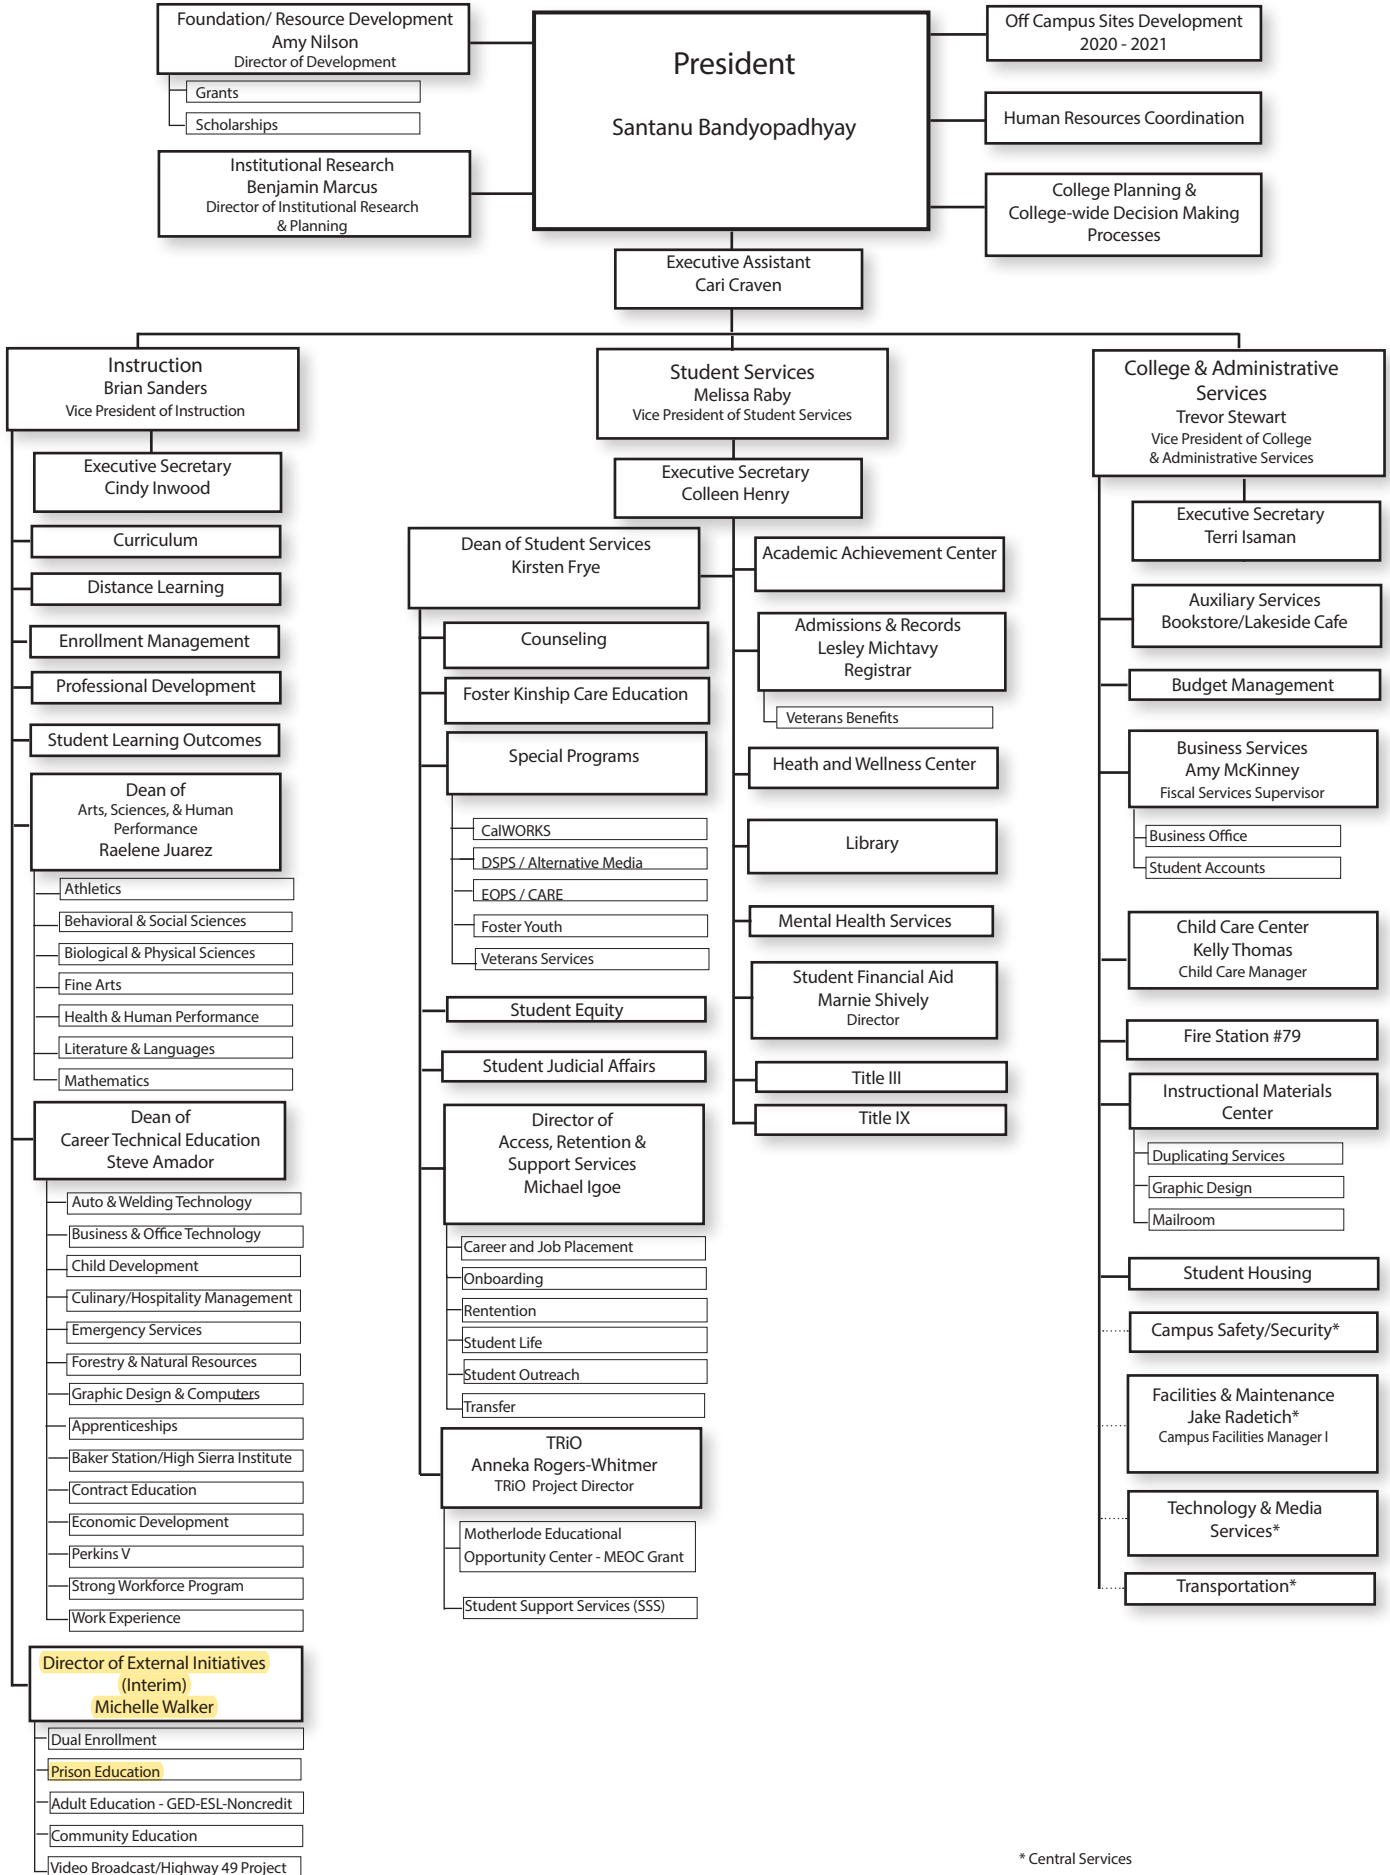 Foundation/ Resource Development
Amy Nilson
Director of Development
Grants
Scholarships
Institutional Research
Benjamin Marcus
Director of Institutional Research
& Planning
President
Santanu Bandyopadhyay
Off Campus Sites Development
2020 - 2021
Human Resources Coordination
College Planning &
College-wide Decision Making
Processes
Executive Assistant
Cari Craven
Instruction
Brian Sanders
Vice President of Instruction
Executive Secretary
Cindy Inwood
Curriculum
Distance Learning
Enrollment Management
Professional Development
Student Learning Outcomes
Dean of
Arts, Sciences, & Human
Performance
Raelene Juarez
Athletics
Behavioral & Social Sciences
Biological & Physical Sciences
Fine Arts
Health & Human Performance
Literature & Languages
Mathematics
Dean of
Career Technical Education
Steve Amador
Auto & Welding Technology
Business & Office Technology
Child Development
Culinary/Hospitality Management
Emergency Services
Forestry & Natural Resources
Graphic Design & Computers
Apprenticeships
Baker Station/High Sierra Institute
Contract Education
Economic Development
Perkins V
Strong Workforce Program
Work Experience
Director of External Initiatives
(Interim)
Michelle Walker
Dual Enrollment
Prison Education
Adult Education - GED-ESL-Noncredit
Community Education
Video Broadcast/Highway 49 Project
Student Services
Melissa Raby
Vice President of Student Services
Executive Secretary
Colleen Henry
Dean of Student Services
Kirsten Frye
Counseling
Foster Kinship Care Education
Special Programs
CalWORKS
DSPS / Alternative Media
EOPS / CARE
Foster Youth
Veterans Services
Student Equity
Student Judicial Affairs
Director of
Access, Retention &
Support Services
Michael Igoe
Career and Job Placement
Onboarding
Rentention
Student Life
Student Outreach
Transfer
TRiO
Anneka Rogers-Whitmer
TRiO Project Director
Motherlode Educational
Opportunity Center - MEOC Grant
Student Support Services (SSS)
Academic Achievement Center
Admissions & Records
Lesley Michtavy
Registrar
Veterans Benefits
Heath and Wellness Center
Library
Mental Health Services
Student Financial Aid
Marnie Shively
Director
Title III
Title IX
College & Administrative
Services
Trevor Stewart
Vice President of College
& Administrative Services
Executive Secretary
Terri Isaman
Auxiliary Services
Bookstore/Lakeside Cafe
Budget Management
Business Services
Amy McKinney
Fiscal Services Supervisor
Business Office
Student Accounts
Child Care Center
Kelly Thomas
Child Care Manager
Fire Station #79
Instructional Materials
Center
Duplicating Services
Graphic Design
Mailroom
Student Housing
Campus Safety/Security*
Facilities & Maintenance
Jake Radetich*
Campus Facilities Manager I
Technology & Media
Services*
Transportation*
* Central Services